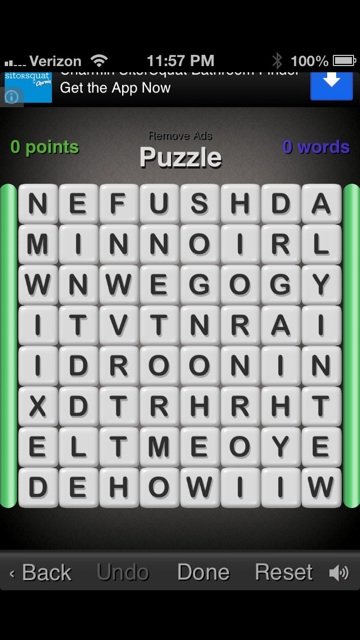 Verizon 11:57 PM 100%
sitorsquat Charmin SitOrSquat Bathroom Finder
Get the App Now
Remove Ads
0 points Puzzle 0 words
N E F U S H D A
M I N N O I R L
W N W E G O G Y
I T V T N R A I
I D R O O N I N
X D T R H R H T
E L T M E O Y E
D E H O W I I W
‹ Back Undo Done Reset